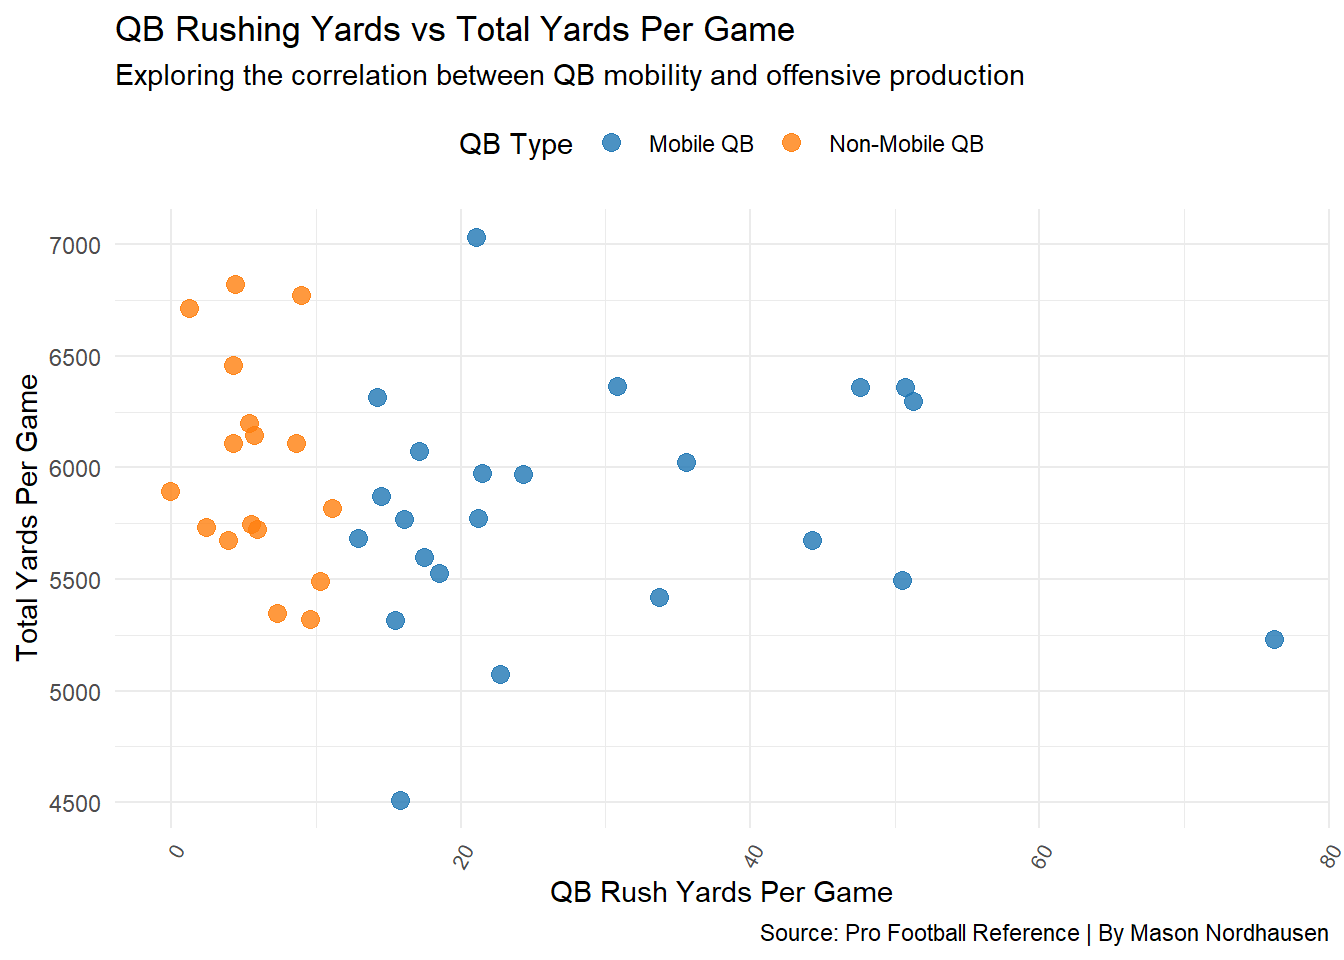 QB Rushing Yards vs Total Yards Per Game
Exploring the correlation between QB mobility and offensive production
QB Type Mobile QB Non-Mobile QB
Total Yards Per Game
7000
6500
6000
5500
5000
4500
0 20 40 60 80
QB Rush Yards Per Game
Source: Pro Football Reference | By Mason Nordhausen